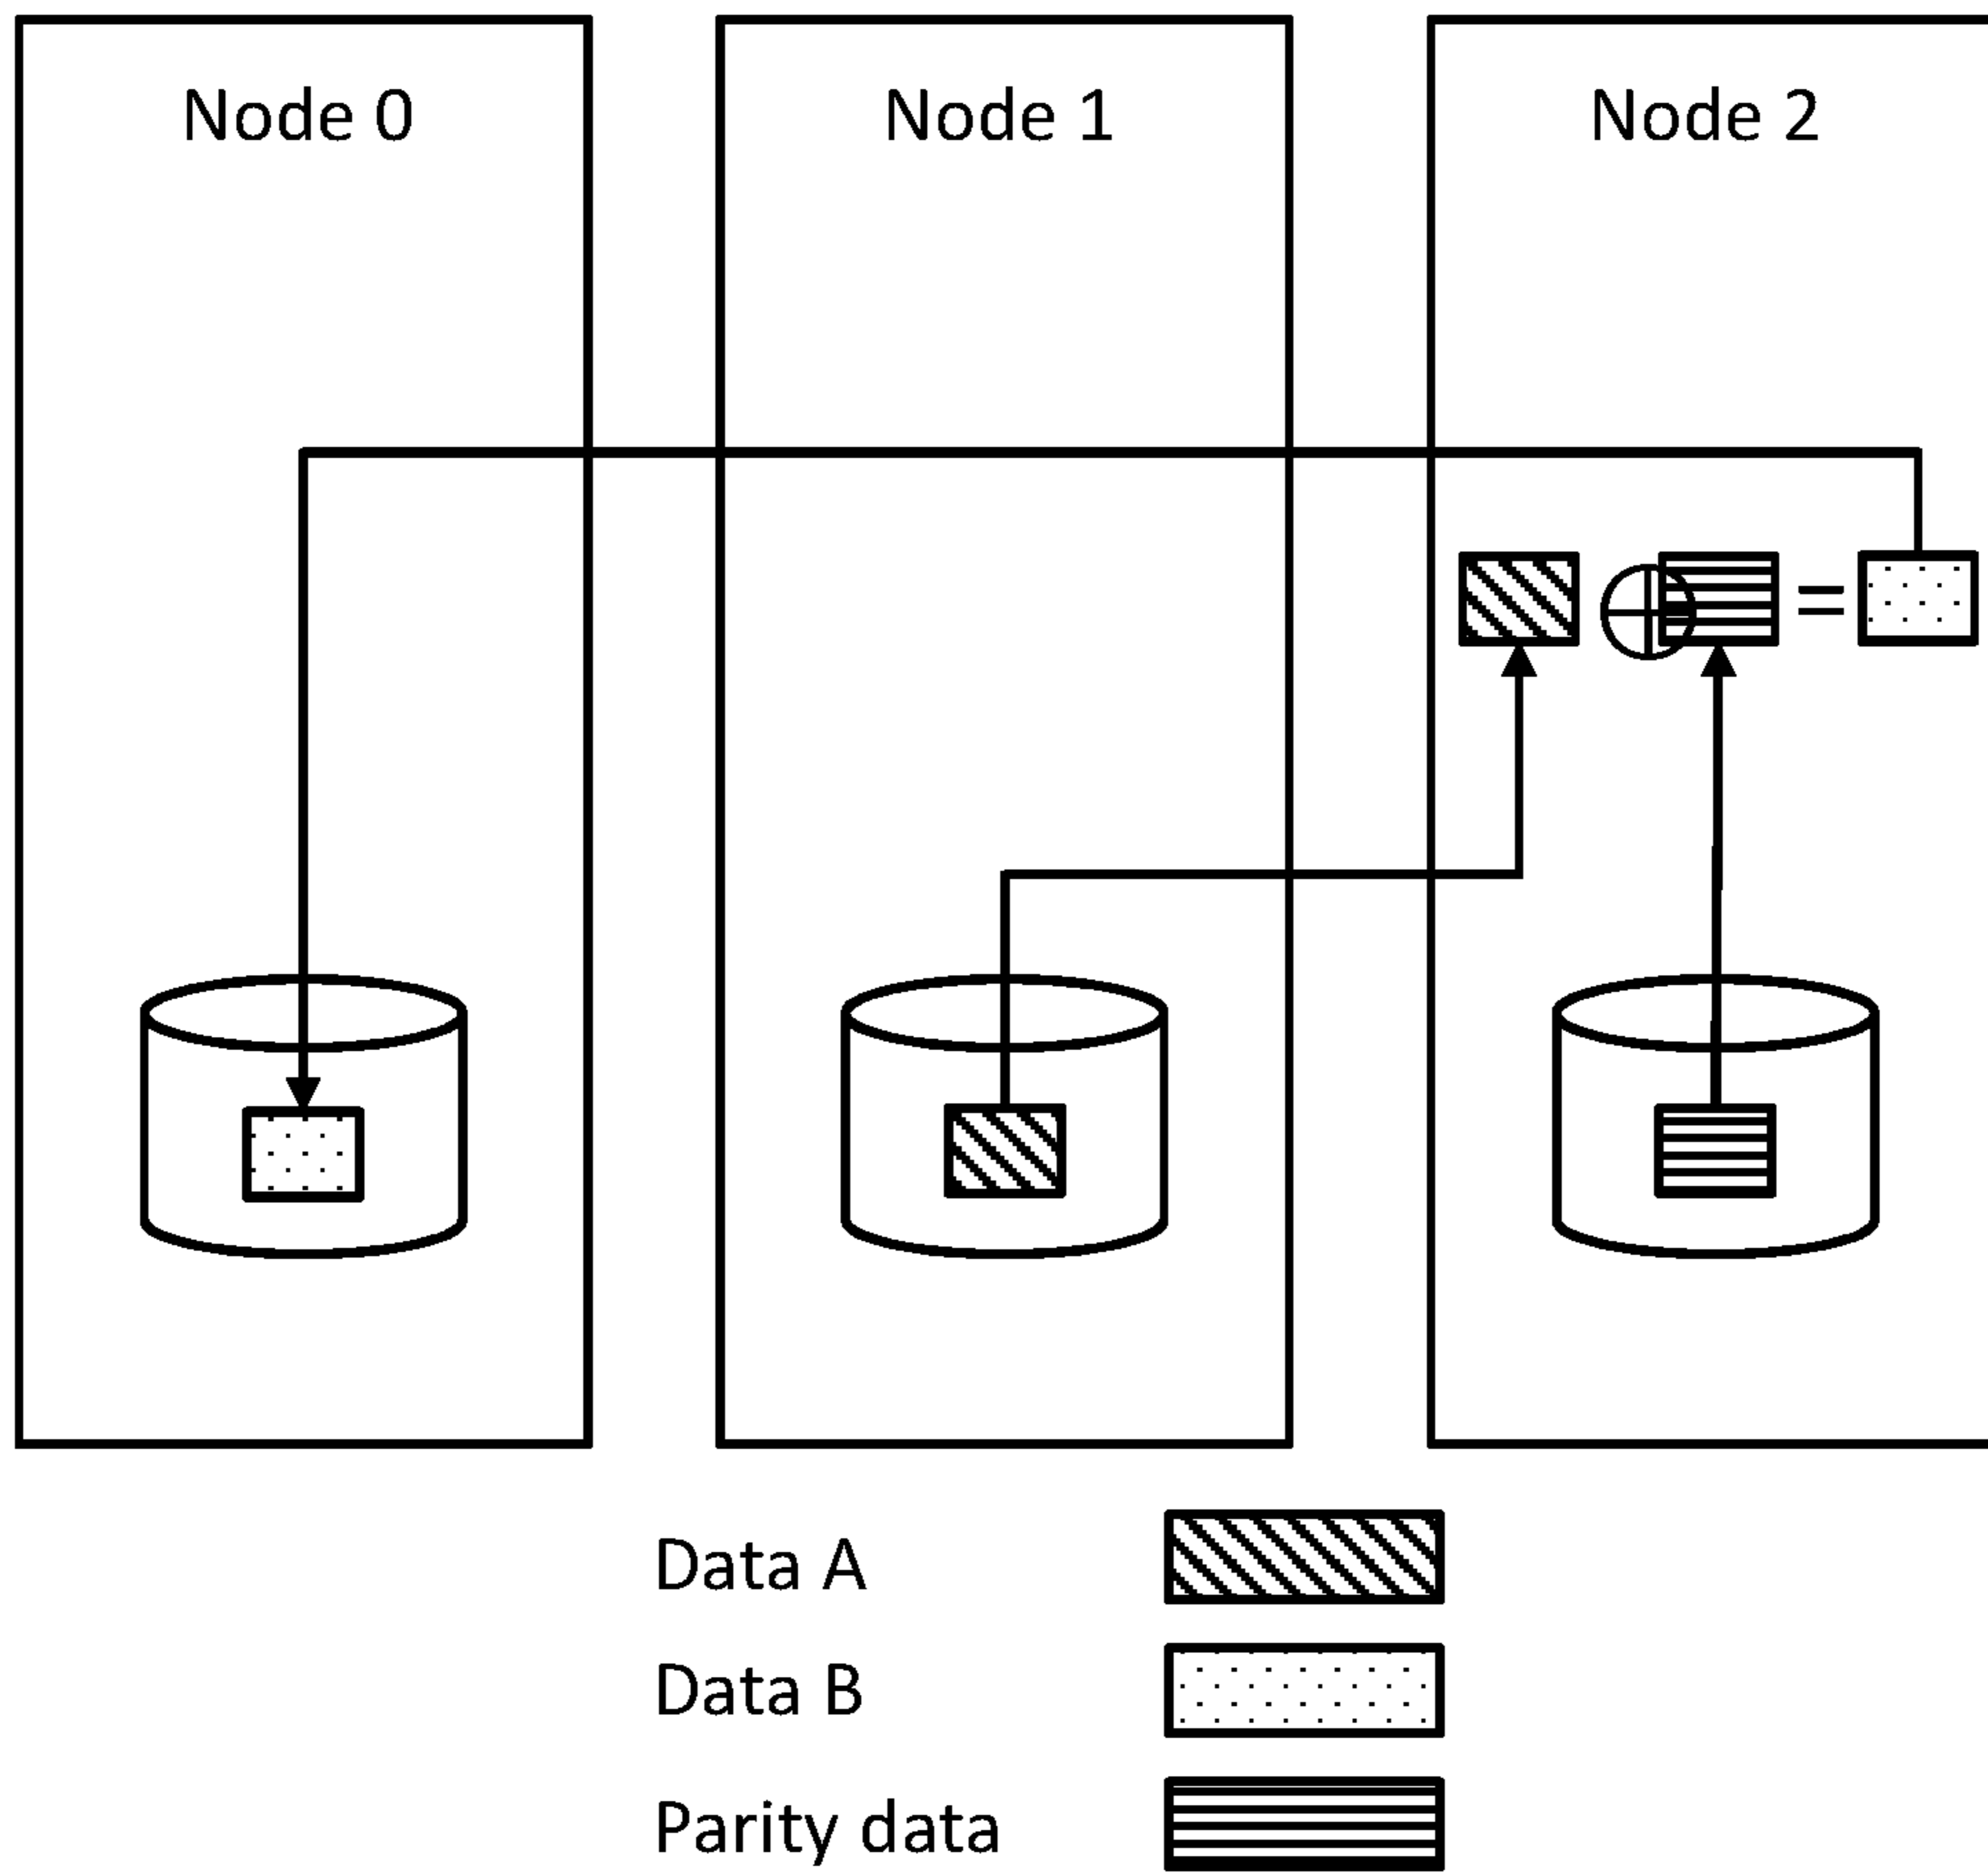 Node 0
Node 1
Node 2
=
Data A
Data B
Parity data